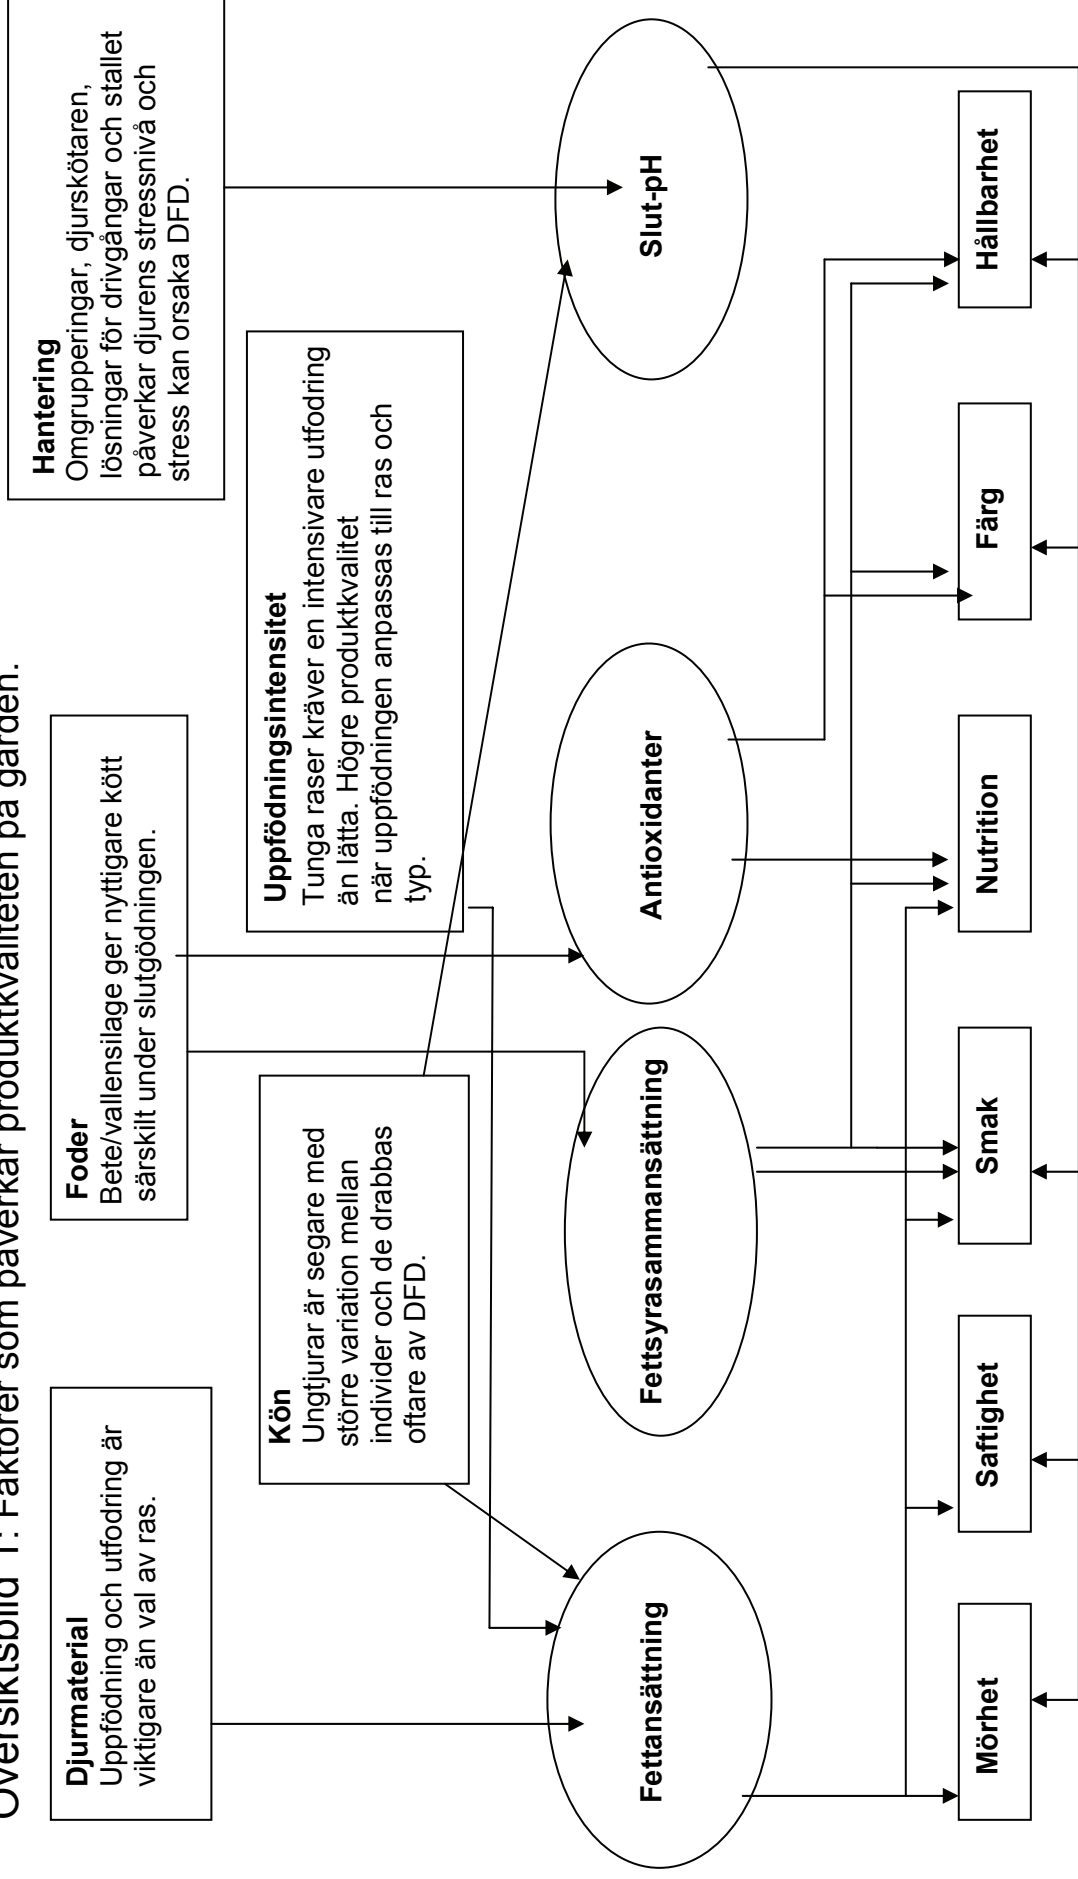 Översiktsbild 1: Faktorer som påverkar produktkvaliteten på gården.
Djurmaterial
Uppfödning och utfodring är
viktigare än val av ras.
Foder
Bete/vallensilage ger nyttigare kött
särskilt under slutgödningen.
Hantering
Omgrupperingar, djurskötaren,
lösningar för drivgångar och stallet
påverkar djurens stressnivå och
stress kan orsaka DFD.
Kön
Ungtjurar är segare med
större variation mellan
individer och de drabbas
oftare av DFD.
Uppfödningsintensitet
Tunga raser kräver en intensivare utfodring
än lätta. Högre produktkvalitet
när uppfödningen anpassas till ras och
typ.
Fettansättning
Fettsyrasammansättning
Antioxidanter
Slut-pH
Mörhet
Saftighet
Smak
Nutrition
Färg
Hållbarhet